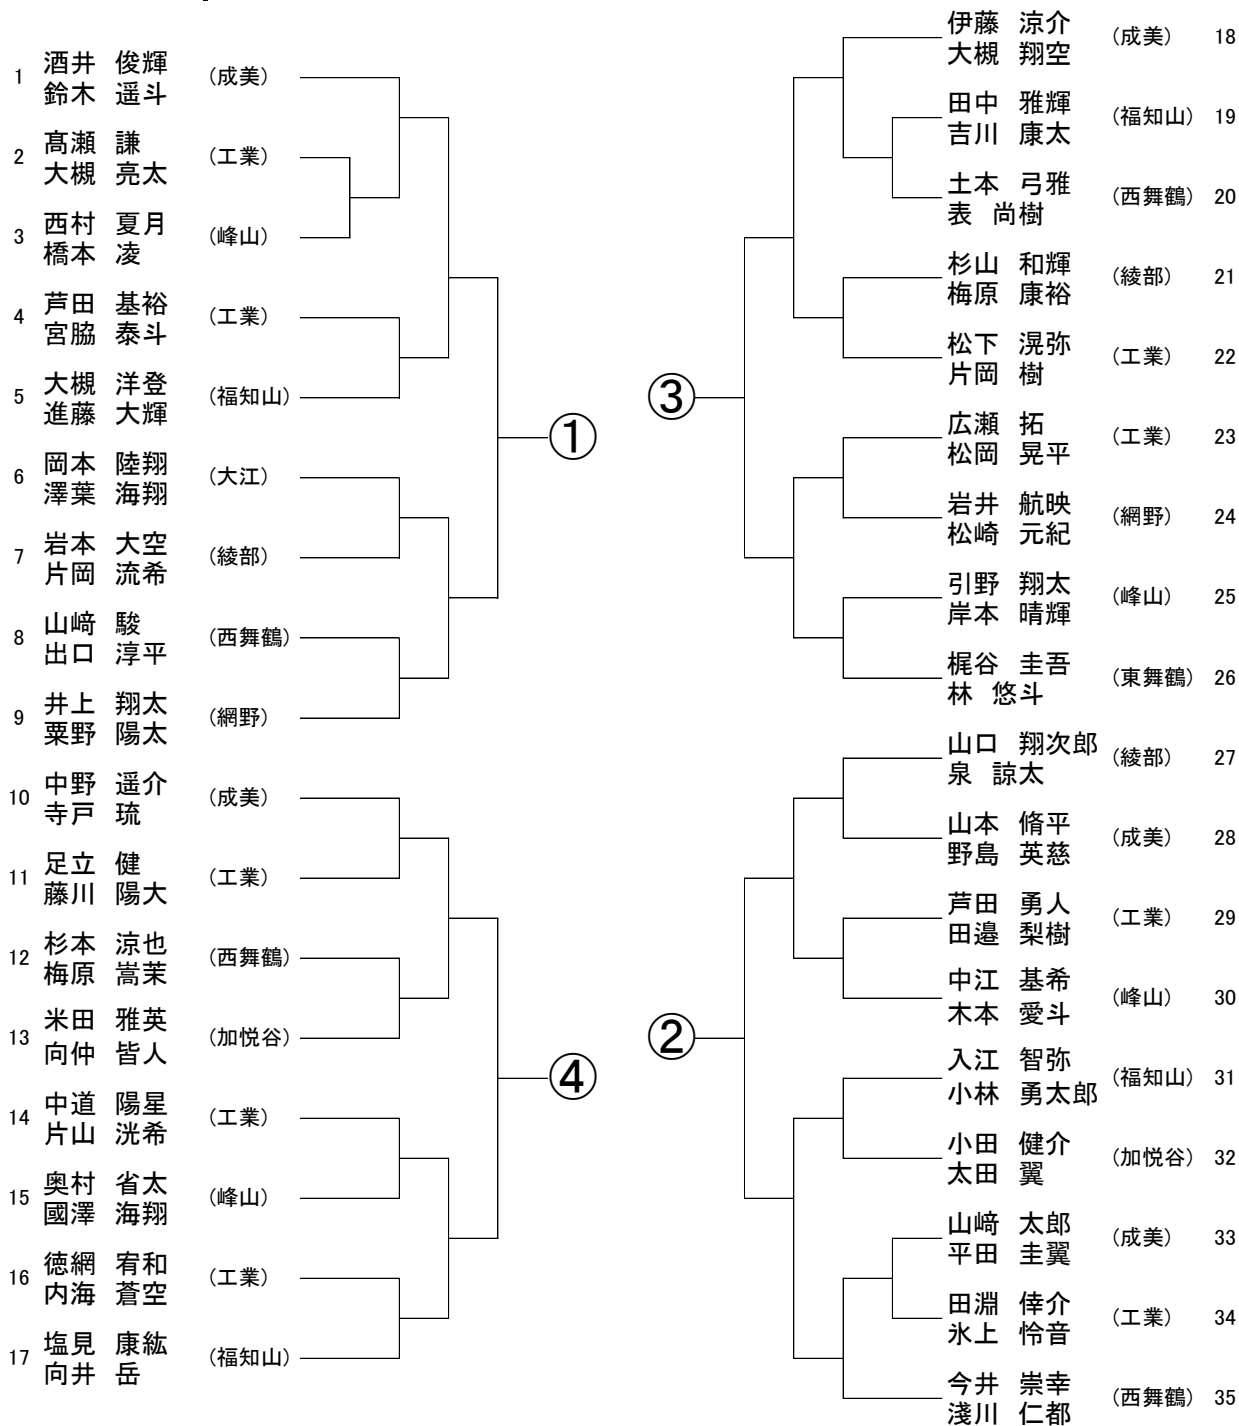 1 酒井 俊輝 (成美)
鈴木 遥斗
2 髙瀬 謙 (工業)
大槻 亮太
3 西村 夏月 (峰山)
橋本 凌
4 芦田 基裕 (工業)
宮脇 泰斗
5 大槻 洋登 (福知山)
進藤 大輝
①
6 岡本 陸翔 (大江)
澤葉 海翔
7 岩本 大空 (綾部)
片岡 流希
8 山﨑 駿 (西舞鶴)
出口 淳平
9 井上 翔太 (網野)
粟野 陽太
10 中野 遥介 (成美)
寺戸 琉
11 足立 健 (工業)
藤川 陽大
12 杉本 涼也 (西舞鶴)
梅原 嵩茉
13 米田 雅英 (加悦谷)
向仲 皆人
④
14 中道 陽星 (工業)
片山 洸希
15 奥村 省太 (峰山)
國澤 海翔
16 徳網 宥和 (工業)
内海 蒼空
17 塩見 康紘 (福知山)
向井 岳
伊藤 涼介 (成美) 18
大槻 翔空
田中 雅輝 (福知山) 19
吉川 康太
土本 弓雅 (西舞鶴) 20
表 尚樹
杉山 和輝 (綾部) 21
梅原 康裕
松下 滉弥 (工業) 22
片岡 樹
③
広瀬 拓 (工業) 23
松岡 晃平
岩井 航映 (網野) 24
松崎 元紀
引野 翔太 (峰山) 25
岸本 晴輝
梶谷 圭吾 (東舞鶴) 26
林 悠斗
山口 翔次郎 (綾部) 27
泉 諒太
山本 脩平 (成美) 28
野島 英慈
芦田 勇人 (工業) 29
田邉 梨樹
中江 基希 (峰山) 30
木本 愛斗
②
入江 智弥 (福知山) 31
小林 勇太郎
小田 健介 (加悦谷) 32
太田 翼
山﨑 太郎 (成美) 33
平田 圭翼
田淵 倖介 (工業) 34
氷上 怜音
今井 崇幸 (西舞鶴) 35
淺川 仁都